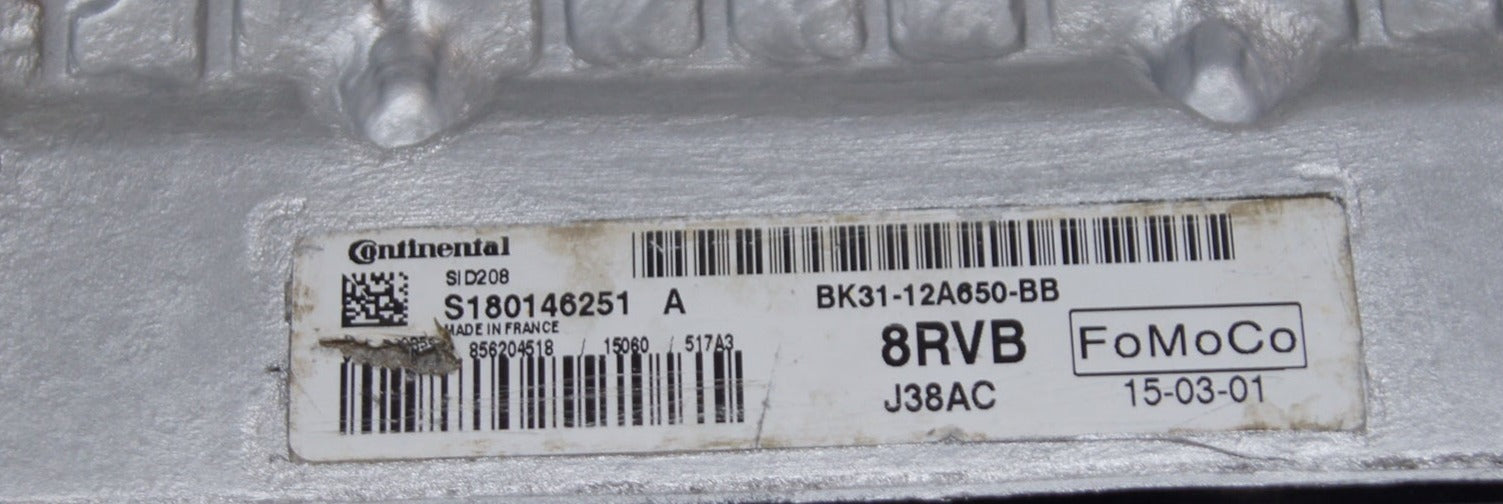 Continental
SID208
S180146251 A
MADE IN FRANCE
856204518 / 15060 / 517A3
BK31-12A650-BB
8RVB
J38AC
FoMoCo
15-03-01